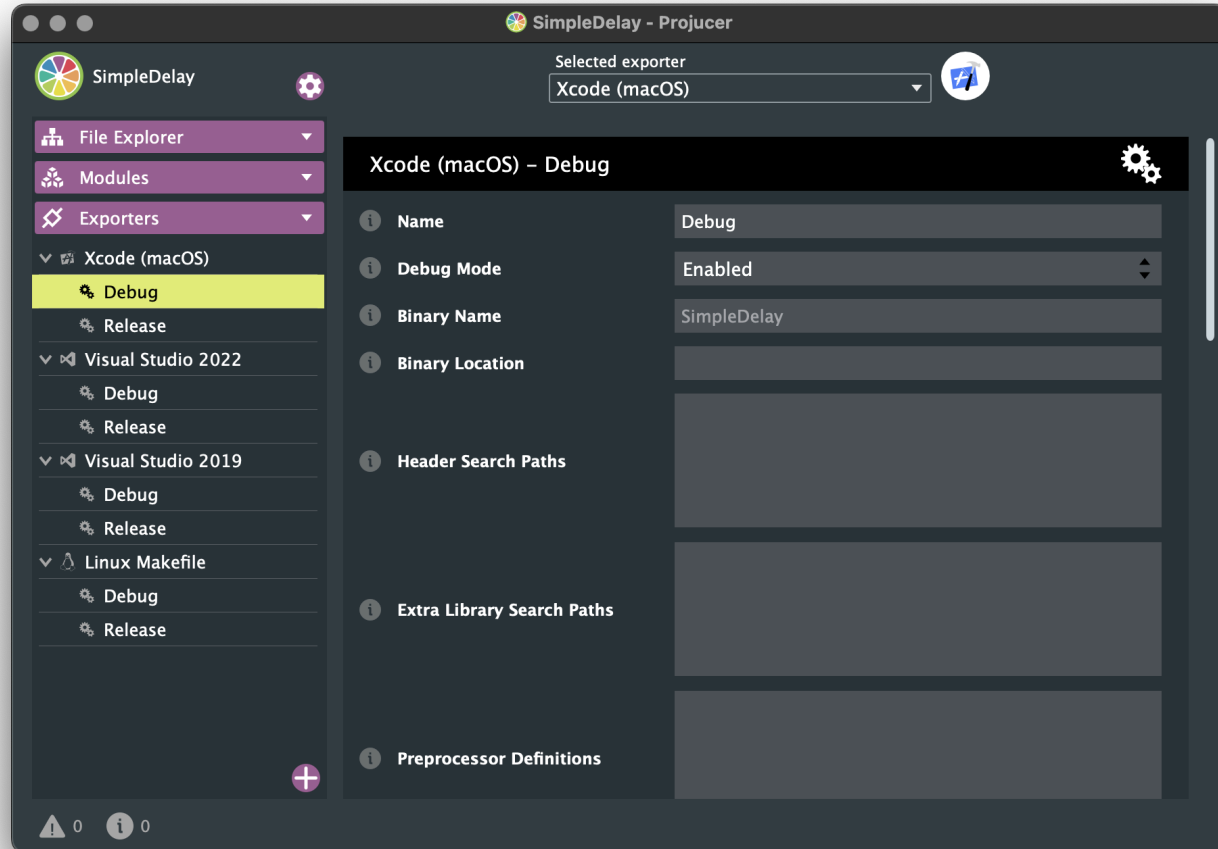 SimpleDelay - Projucer
SimpleDelay
Selected exporter
Xcode (macOS)
File Explorer
Modules
Exporters
Xcode (macOS)
Debug
Release
Visual Studio 2022
Debug
Release
Visual Studio 2019
Debug
Release
Linux Makefile
Debug
Release
Xcode (macOS) – Debug
Name
Debug
Debug Mode
Enabled
Binary Name
SimpleDelay
Binary Location
Header Search Paths
Extra Library Search Paths
Preprocessor Definitions
0
0